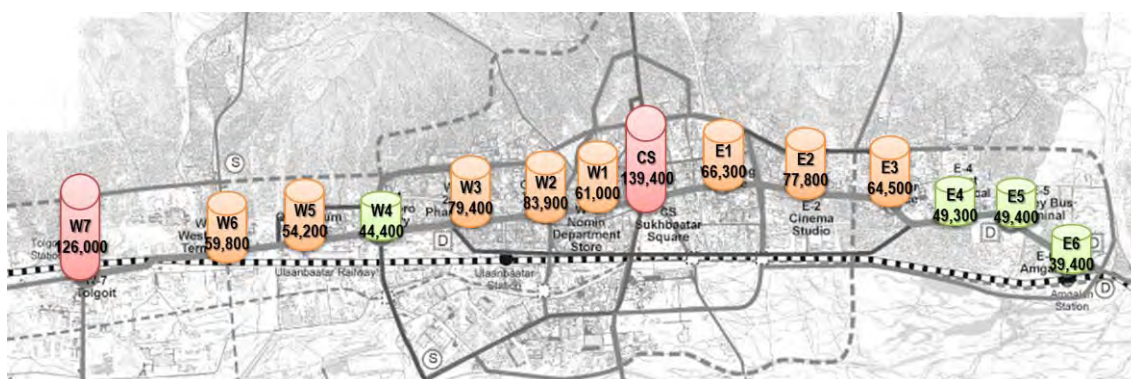 W7
126,000
W6
59,800
W5
54,200
W4
44,400
W3
79,400
W2
83,900
W1
61,000
CS
139,400
E1
66,300
E2
77,800
E3
64,500
E4
49,300
E5
49,400
E6
39,400
S
S
D
D
D
E-4
Nomin
Department
Store
CS
Sukhbaatar
Square
E-2
Cinema
Studio
Tolgoit
Ulaanbaatar Railway
Ulaanbaatar
Station
Amgalan
Station